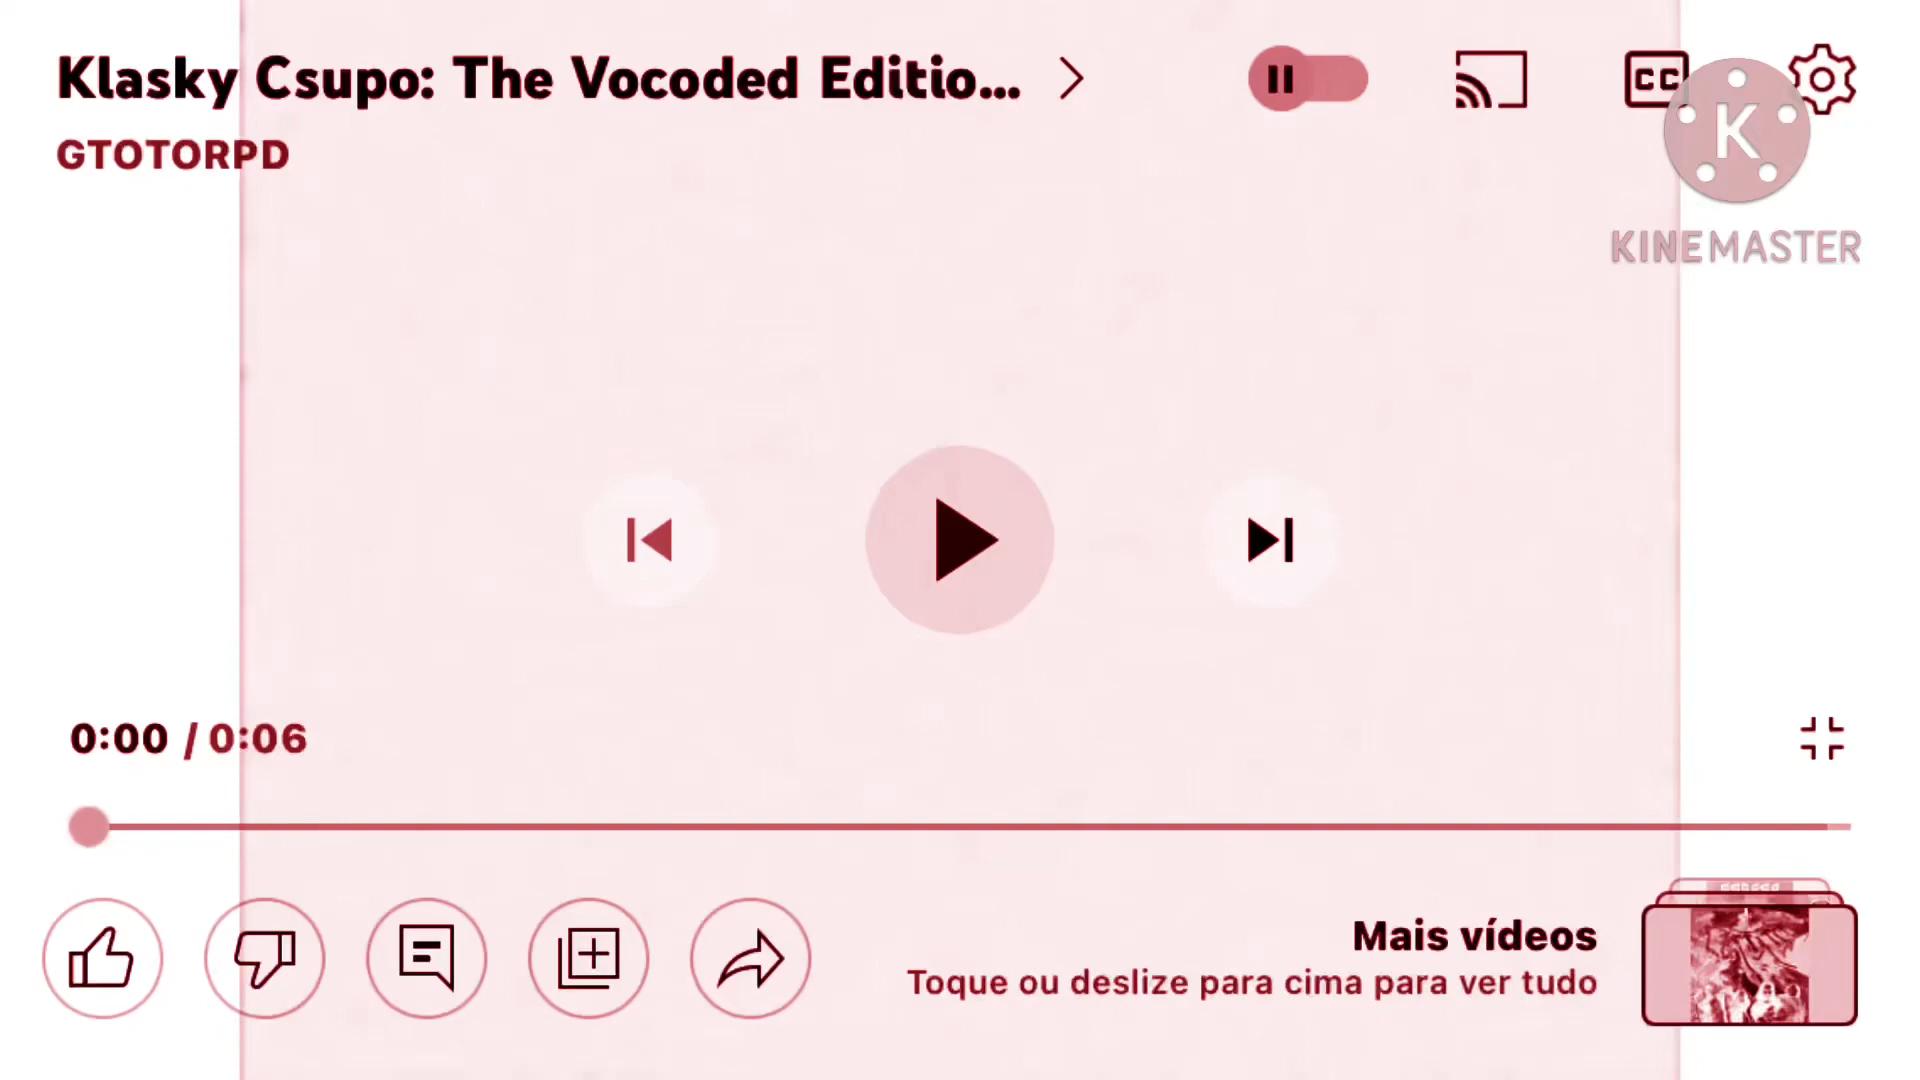 Klasky Csupo: The Vocoded Editio...
GTOTORPD
CC
K
KINEMASTER
0:00 / 0:06
Mais vídeos
Toque ou deslize para cima para ver tudo